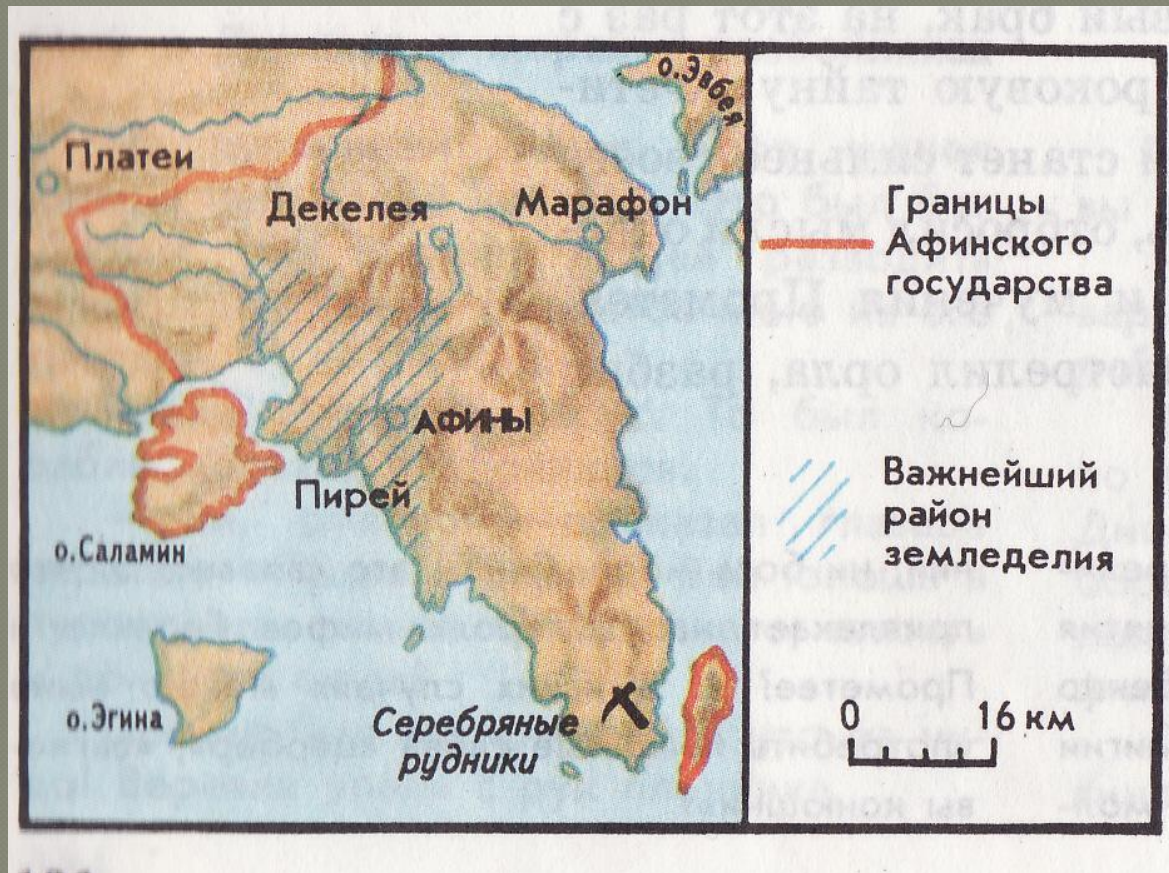 о.Эвбея
Платеи
Декелея
Марафон
АФИНЫ
Пирей
о.Саламин
о.Эгина
Серебряные
рудники
Границы
Афинского
государства
Важнейший
район
земледелия
0 16 км